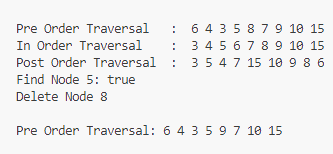 Pre Order Traversal : 6 4 3 5 8 7 9 10 15
In Order Traversal : 3 4 5 6 7 8 9 10 15
Post Order Traversal : 3 5 4 7 15 10 9 8 6
Find Node 5: true
Delete Node 8
Pre Order Traversal: 6 4 3 5 9 7 10 15